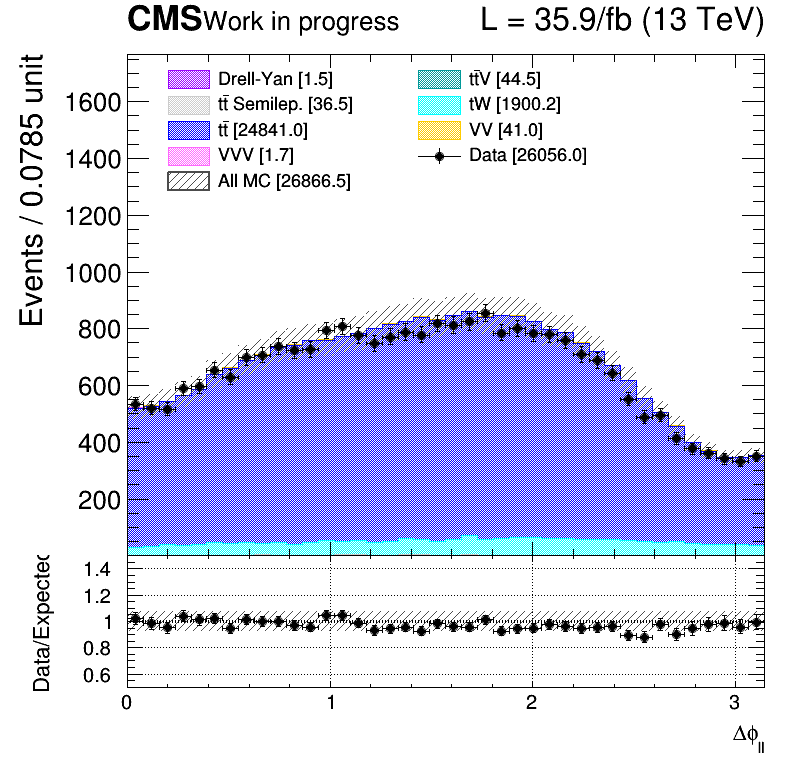 CMS Work in progress L = 35.9/fb (13 TeV)
Events / 0.0785 unit
1600
1400
1200
1000
800
600
400
200
Drell-Yan [1.5]
tt̄ Semilep. [36.5]
tt̄ [24841.0]
VVV [1.7]
All MC [26866.5]
tt̄V [44.5]
tW [1900.2]
VV [41.0]
Data [26056.0]
Data/Expected
1.4
1.2
1
0.8
0.6
0 1 2 3
Δϕll